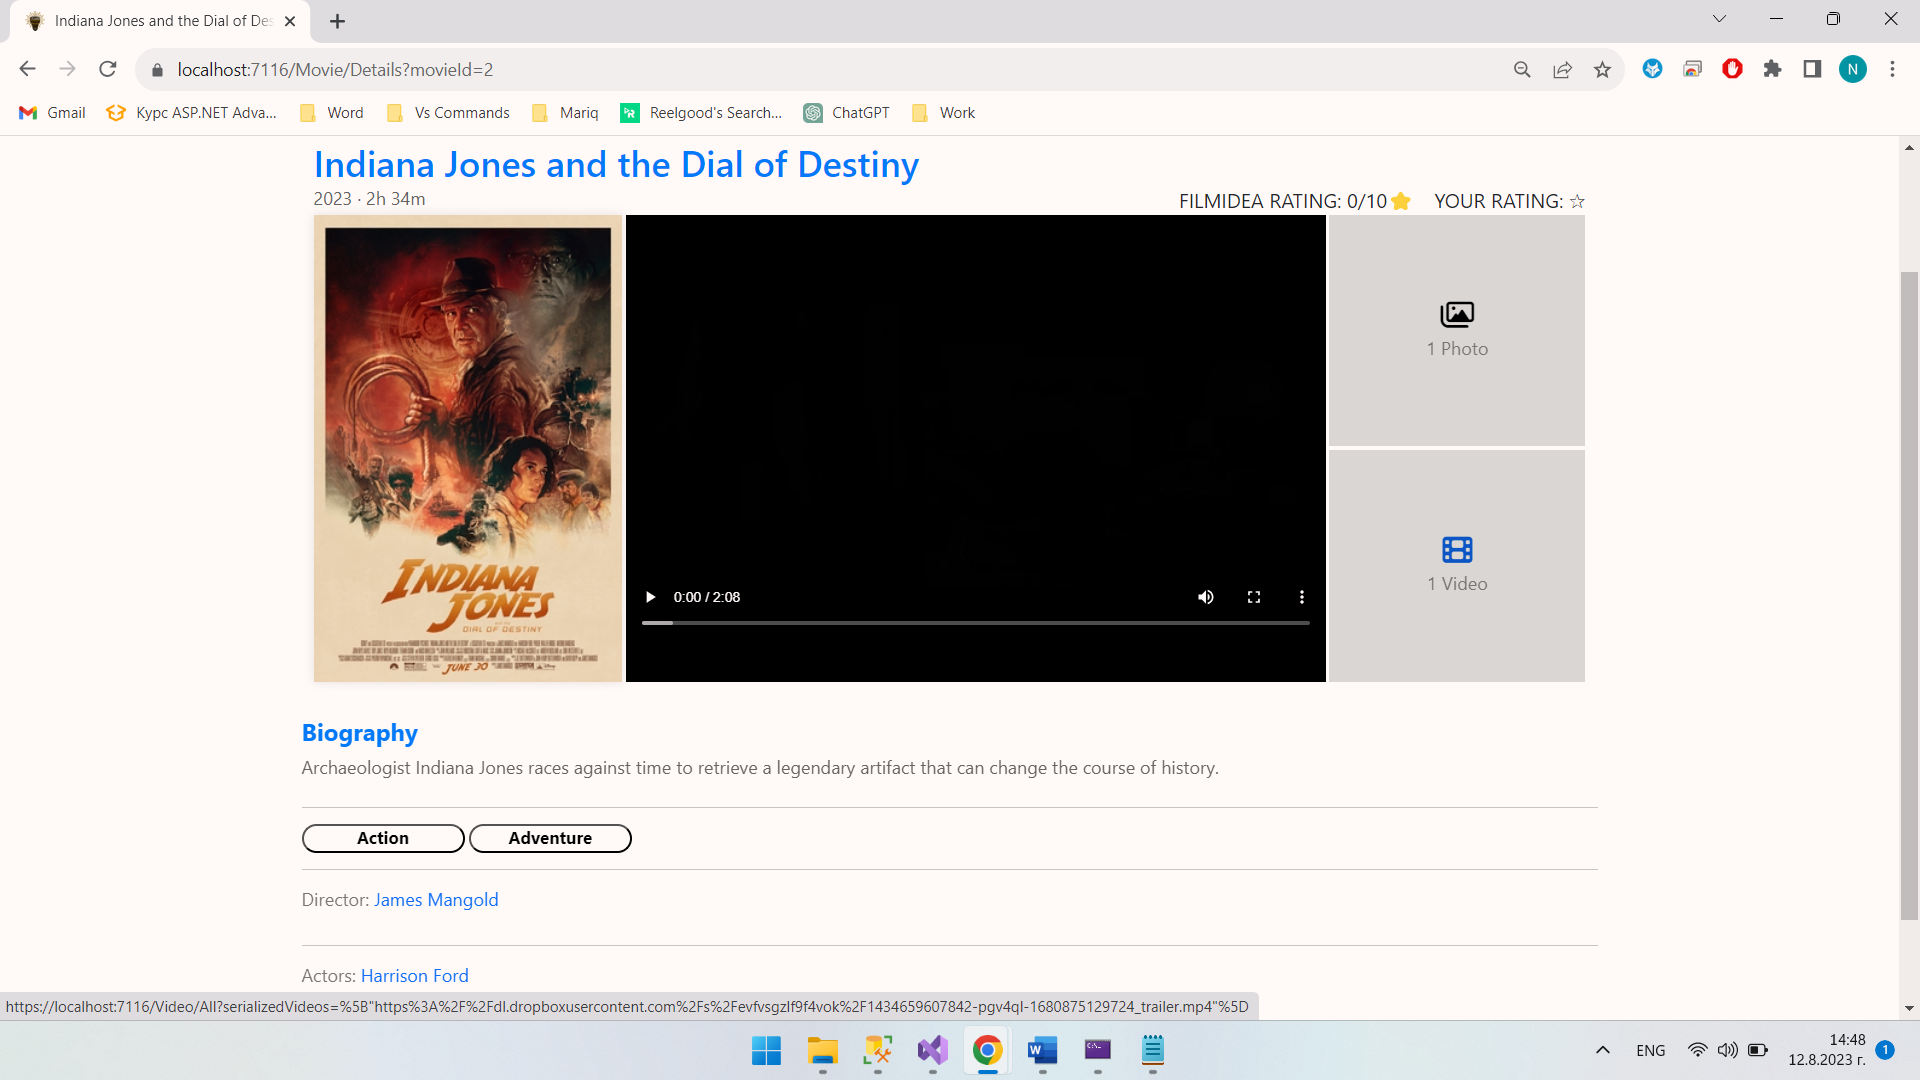 Indiana Jones and the Dial of Des
localhost:7116/Movie/Details?movieId=2
N
Gmail
Курс ASP.NET Adva...
Word
Vs Commands
Mariq
Reelgood's Search...
ChatGPT
Work
Indiana Jones and the Dial of Destiny
2023 · 2h 34m
FILMIDEA RATING: 0/10
YOUR RATING: ☆
INDIANA
JONES
DIAL OF DESTINY
JUNE 30
0:00 / 2:08
1 Photo
1 Video
Biography
Archaeologist Indiana Jones races against time to retrieve a legendary artifact that can change the course of history.
Action
Adventure
Director: James Mangold
Actors: Harrison Ford
https://localhost:7116/Video/All?serializedVideos=%5B"https%3A%2F%2Fdl.dropboxusercontent.com%2Fs%2Fevfvsgzlf9f4vok%2F1434659607842-pgv4ql-1680875129724_trailer.mp4"%5D
ENG
14:48
12.8.2023 г.
1